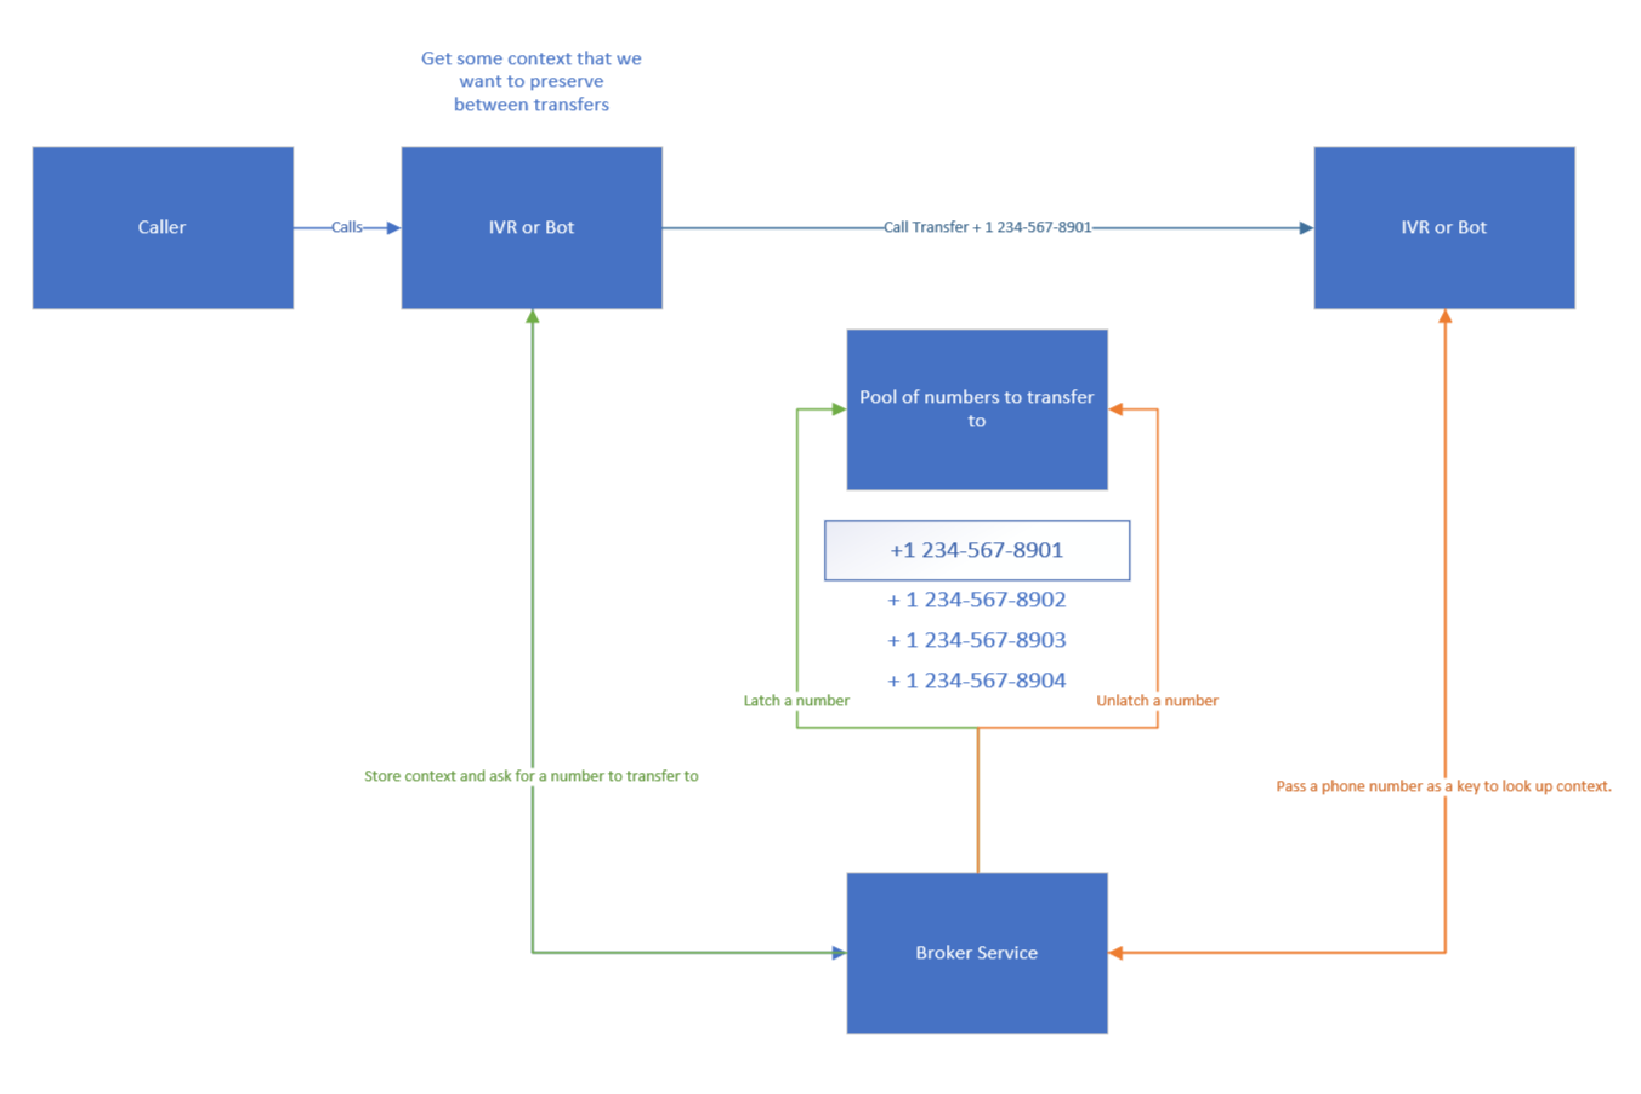 Get some context that we
want to preserve
between transfers
Caller
Calls
IVR or Bot
Call Transfer + 1 234-567-8901
IVR or Bot
Pool of numbers to transfer
to
+1 234-567-8901
+ 1 234-567-8902
+ 1 234-567-8903
+ 1 234-567-8904
Latch a number
Unlatch a number
Store context and ask for a number to transfer to
Pass a phone number as a key to look up context.
Broker Service